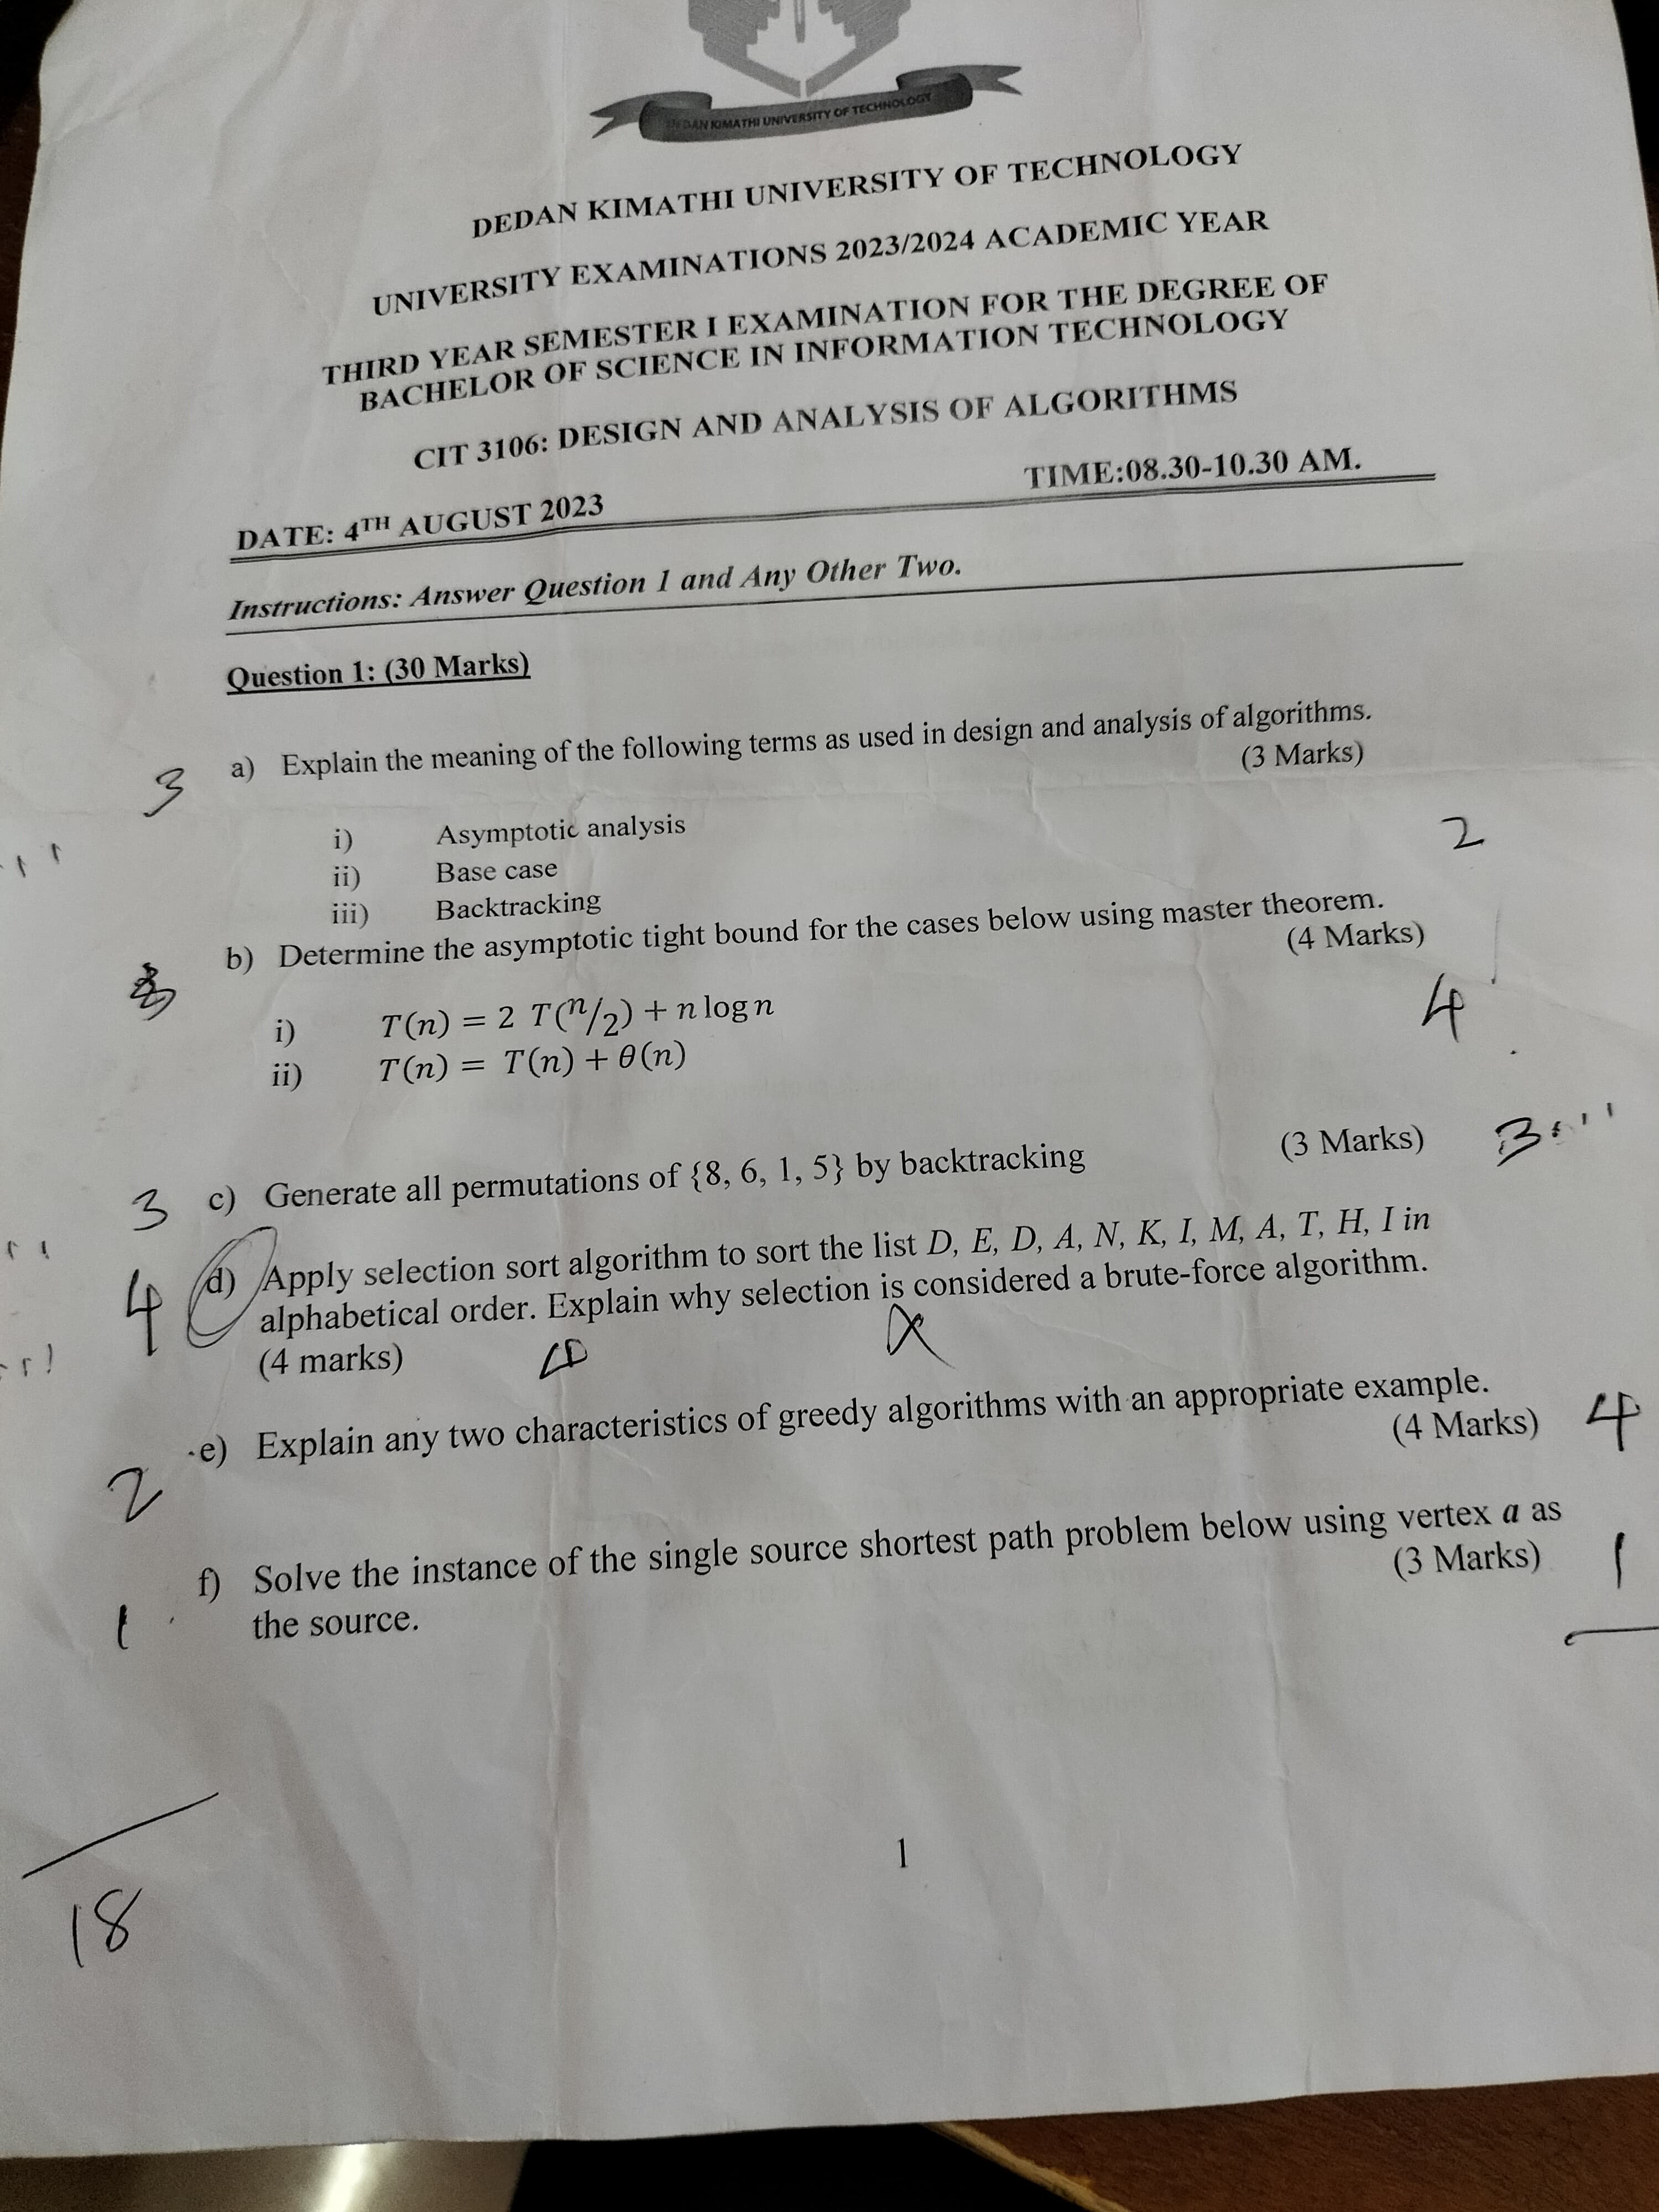 DEDAN KIMATHI UNIVERSITY OF TECHNOLOGY
DEDAN KIMATHI UNIVERSITY OF TECHNOLOGY
UNIVERSITY EXAMINATIONS 2023/2024 ACADEMIC YEAR
THIRD YEAR SEMESTER I EXAMINATION FOR THE DEGREE OF
BACHELOR OF SCIENCE IN INFORMATION TECHNOLOGY
CIT 3106: DESIGN AND ANALYSIS OF ALGORITHMS
DATE: 4TH AUGUST 2023 TIME:08.30-10.30 AM.
Instructions: Answer Question 1 and Any Other Two.
Question 1: (30 Marks)
3 a) Explain the meaning of the following terms as used in design and analysis of algorithms.
(3 Marks)
i) Asymptotic analysis 2
ii) Base case
iii) Backtracking
b) Determine the asymptotic tight bound for the cases below using master theorem.
(4 Marks)
i) T(n) = 2 T(n/2) + n log n 4
ii) T(n) = T(n) + θ(n)
3 c) Generate all permutations of {8, 6, 1, 5} by backtracking (3 Marks) 3
4 d) Apply selection sort algorithm to sort the list D, E, D, A, N, K, I, M, A, T, H, I in
alphabetical order. Explain why selection is considered a brute-force algorithm.
(4 marks)
e) Explain any two characteristics of greedy algorithms with an appropriate example.
2 (4 Marks) 4
f) Solve the instance of the single source shortest path problem below using vertex a as
(3 Marks) 1
1 the source.
1
18